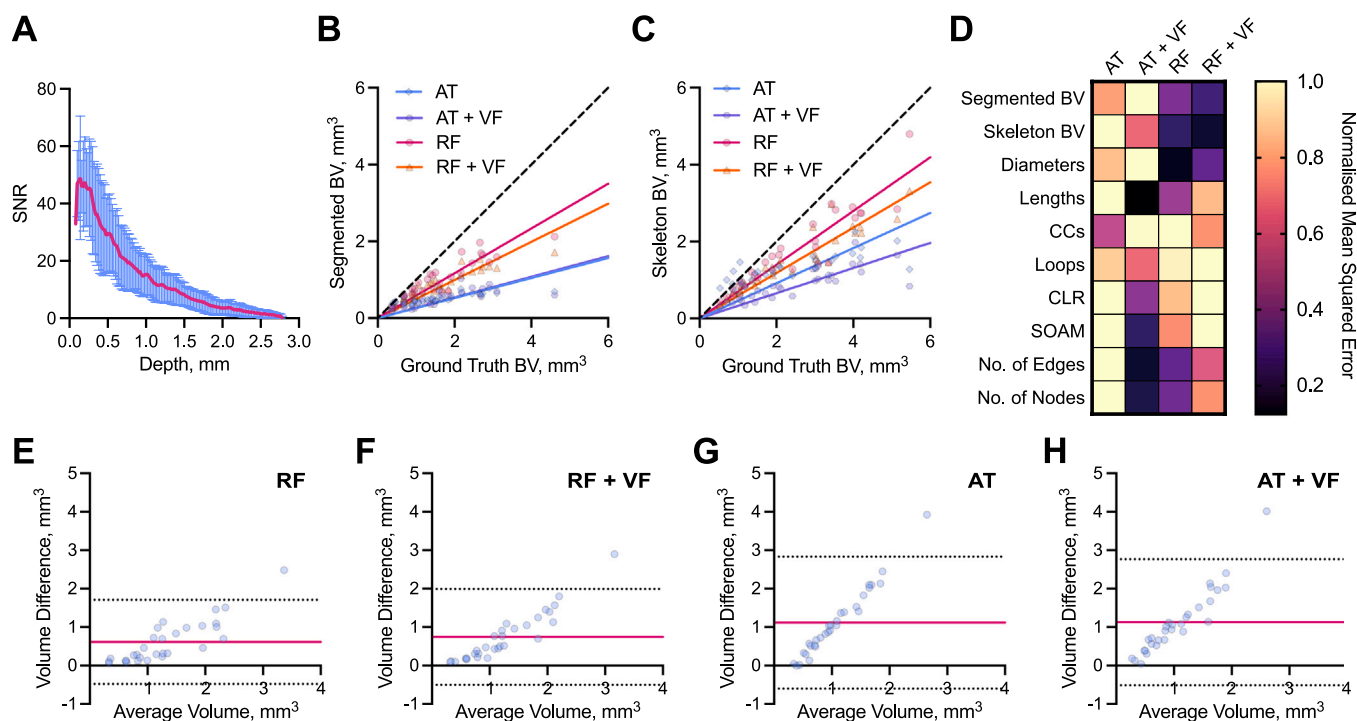 A
SNR
80
60
40
20
0
0.0 0.5 1.0 1.5 2.0 2.5 3.0
Depth, mm
B
Segmented BV, mm³
6
4
2
0
AT
AT + VF
RF
RF + VF
0 2 4 6
Ground Truth BV, mm³
C
Skeleton BV, mm³
6
4
2
0
AT
AT + VF
RF
RF + VF
0 2 4 6
Ground Truth BV, mm³
D
AT AT + VF RF RF + VF
Segmented BV
Skeleton BV
Diameters
Lengths
CCs
Loops
CLR
SOAM
No. of Edges
No. of Nodes
1.0
0.8
0.6
0.4
0.2
Normalised Mean Squared Error
E
RF
Volume Difference, mm³
5
4
3
2
1
0
-1
1 2 3 4
Average Volume, mm³
F
RF + VF
Volume Difference, mm³
5
4
3
2
1
0
-1
1 2 3 4
Average Volume, mm³
G
AT
Volume Difference, mm³
5
4
3
2
1
0
-1
1 2 3 4
Average Volume, mm³
H
AT + VF
Volume Difference, mm³
5
4
3
2
1
0
-1
1 2 3 4
Average Volume, mm³